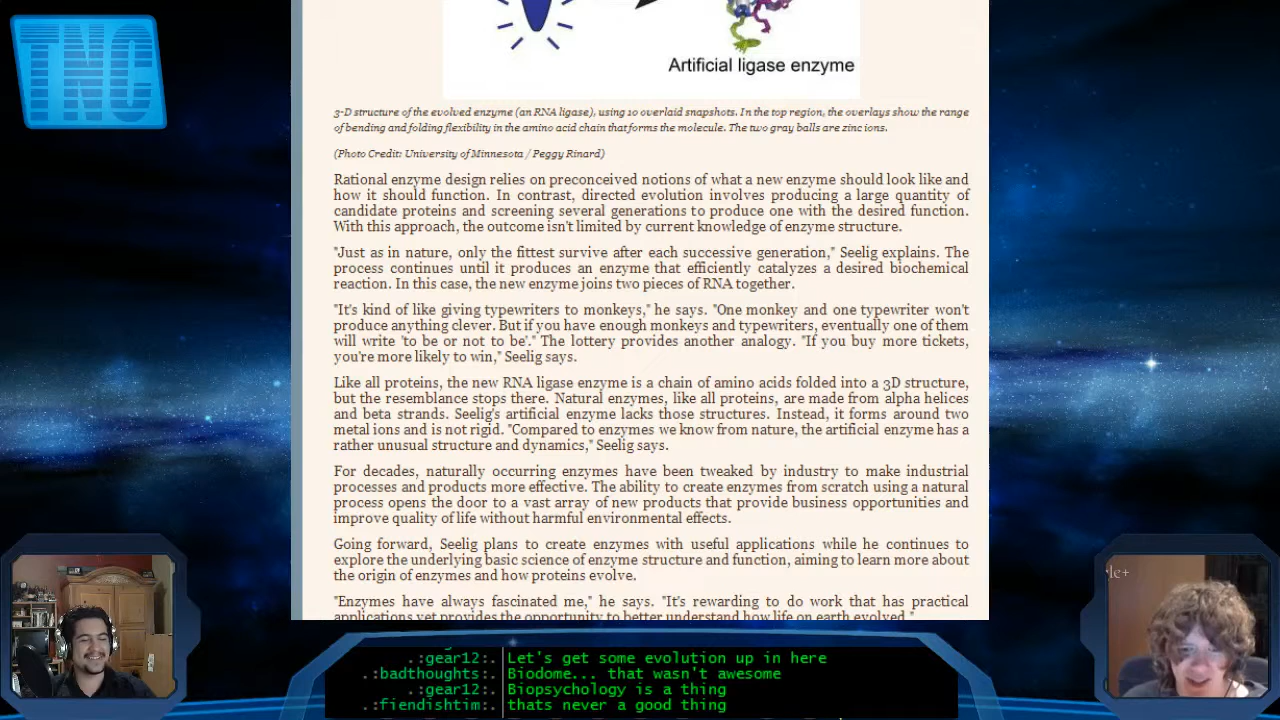 TNC
Artificial ligase enzyme
3-D structure of the evolved enzyme (an RNA ligase), using 10 overlaid snapshots. In the top region, the overlays show the range
of bending and folding flexibility in the amino acid chain that forms the molecule. The two gray balls are zinc ions.
(Photo Credit: University of Minnesota / Peggy Rinard)
Rational enzyme design relies on preconceived notions of what a new enzyme should look like and
how it should function. In contrast, directed evolution involves producing a large quantity of
candidate proteins and screening several generations to produce one with the desired function.
With this approach, the outcome isn't limited by current knowledge of enzyme structure.
"Just as in nature, only the fittest survive after each successive generation," Seelig explains. The
process continues until it produces an enzyme that efficiently catalyzes a desired biochemical
reaction. In this case, the new enzyme joins two pieces of RNA together.
"It's kind of like giving typewriters to monkeys," he says. "One monkey and one typewriter won't
produce anything clever. But if you have enough monkeys and typewriters, eventually one of them
will write 'to be or not to be'." The lottery provides another analogy. "If you buy more tickets,
you're more likely to win," Seelig says.
Like all proteins, the new RNA ligase enzyme is a chain of amino acids folded into a 3D structure,
but the resemblance stops there. Natural enzymes, like all proteins, are made from alpha helices
and beta strands. Seelig's artificial enzyme lacks those structures. Instead, it forms around two
metal ions and is not rigid. "Compared to enzymes we know from nature, the artificial enzyme has a
rather unusual structure and dynamics," Seelig says.
For decades, naturally occurring enzymes have been tweaked by industry to make industrial
processes and products more effective. The ability to create enzymes from scratch using a natural
process opens the door to a vast array of new products that provide business opportunities and
improve quality of life without harmful environmental effects.
Going forward, Seelig plans to create enzymes with useful applications while he continues to
explore the underlying basic science of enzyme structure and function, aiming to learn more about
the origin of enzymes and how proteins evolve.
"Enzymes have always fascinated me," he says. "It's rewarding to do work that has practical
applications yet provides the opportunity to better understand how life on earth evolved."
le+
.:gear12:. Let's get some evolution up in here
.:badthoughts:. Biodome... that wasn't awesome
.:gear12:. Biopsychology is a thing
.:fiendishtim:. thats never a good thing